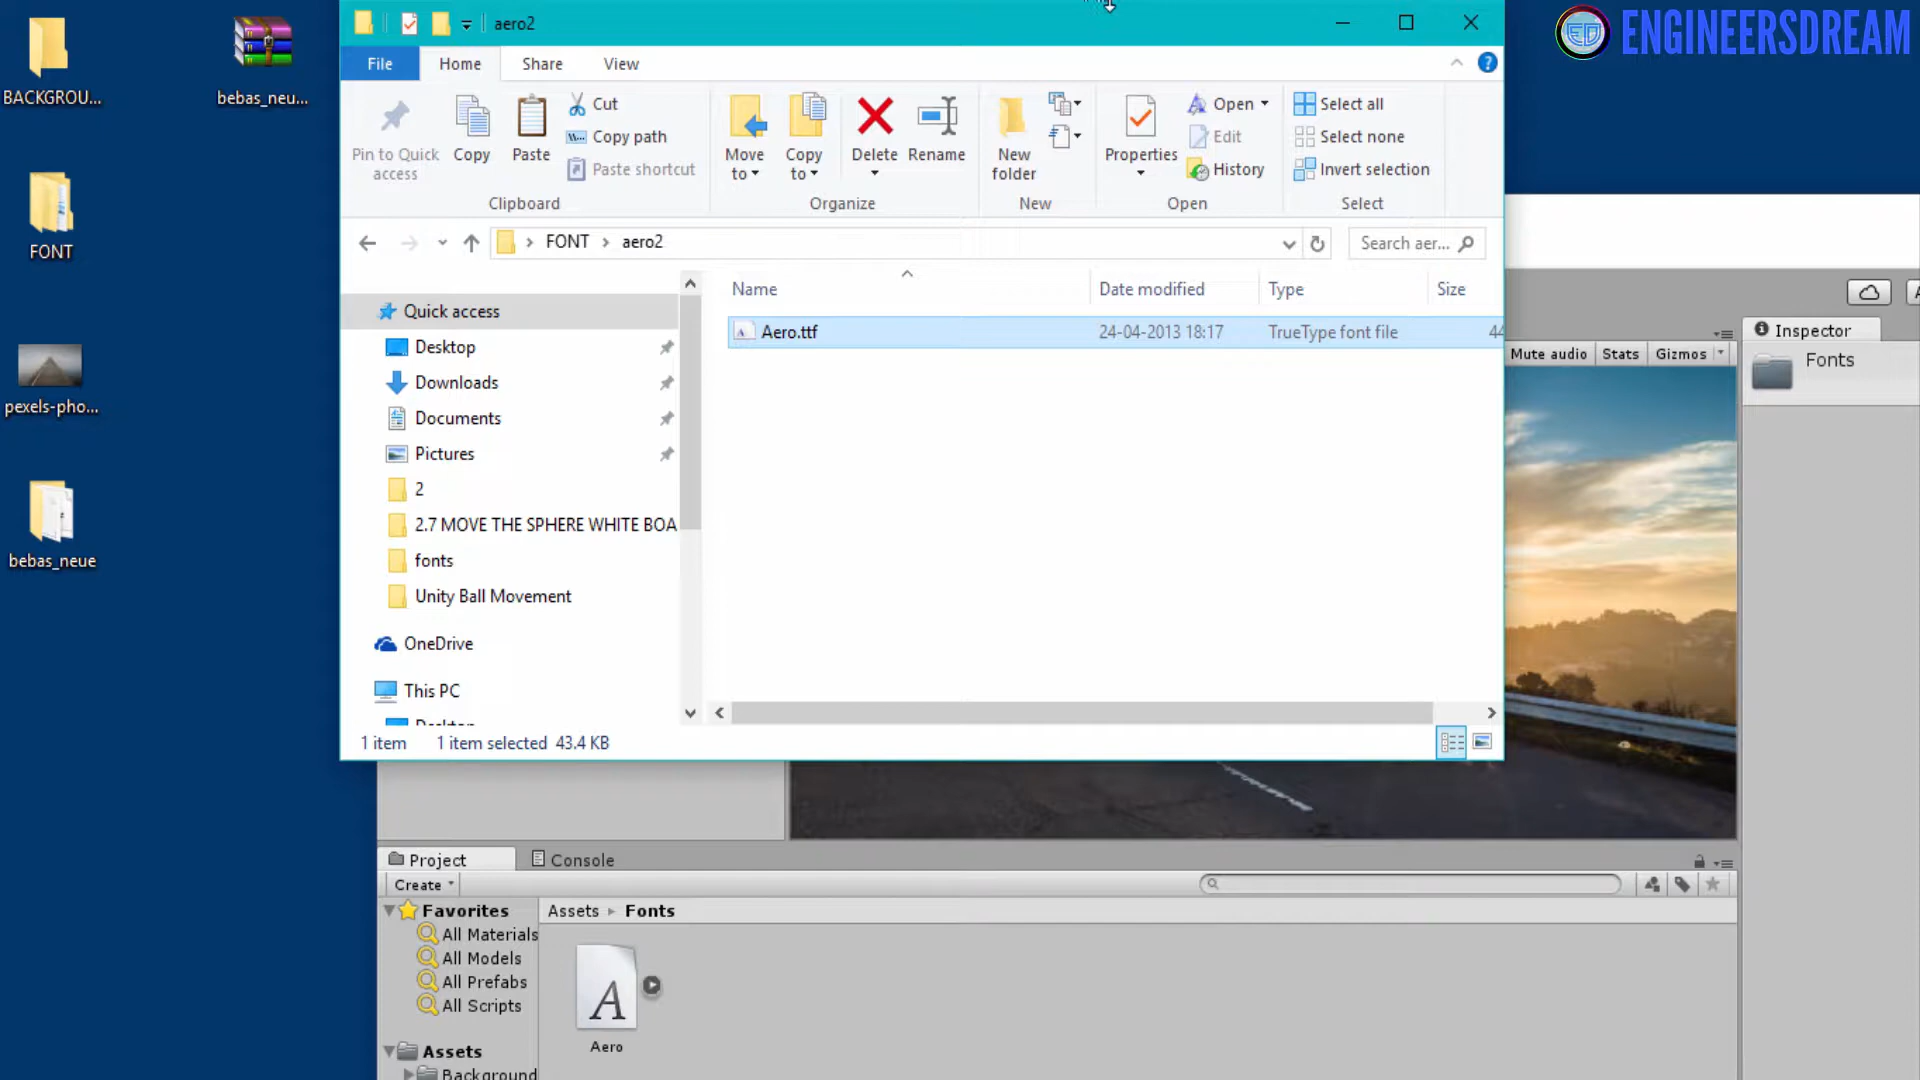 BACKGROU...
bebas_neu...
FONT
pexels-pho...
bebas_neue
aero2
ENGINEERSDREAM
File
Home
Share
View
Pin to Quick
access
Copy
Paste
Cut
Copy path
Paste shortcut
Clipboard
Move
to
Copy
to
Delete
Rename
Organize
New
folder
New
Properties
Open
Edit
History
Open
Select all
Select none
Invert selection
Select
FONT
aero2
Search aer...
Name
Date modified
Type
Size
Aero.ttf
24-04-2013 18:17
TrueType font file
44
Quick access
Desktop
Downloads
Documents
Pictures
2
2.7 MOVE THE SPHERE WHITE BOA
fonts
Unity Ball Movement
OneDrive
This PC
Desktop
1 item
1 item selected 43.4 KB
Inspector
Fonts
Mute audio
Stats
Gizmos
Project
Console
Create
Favorites
All Materials
All Models
All Prefabs
All Scripts
Assets
Background
Assets
Fonts
Aero